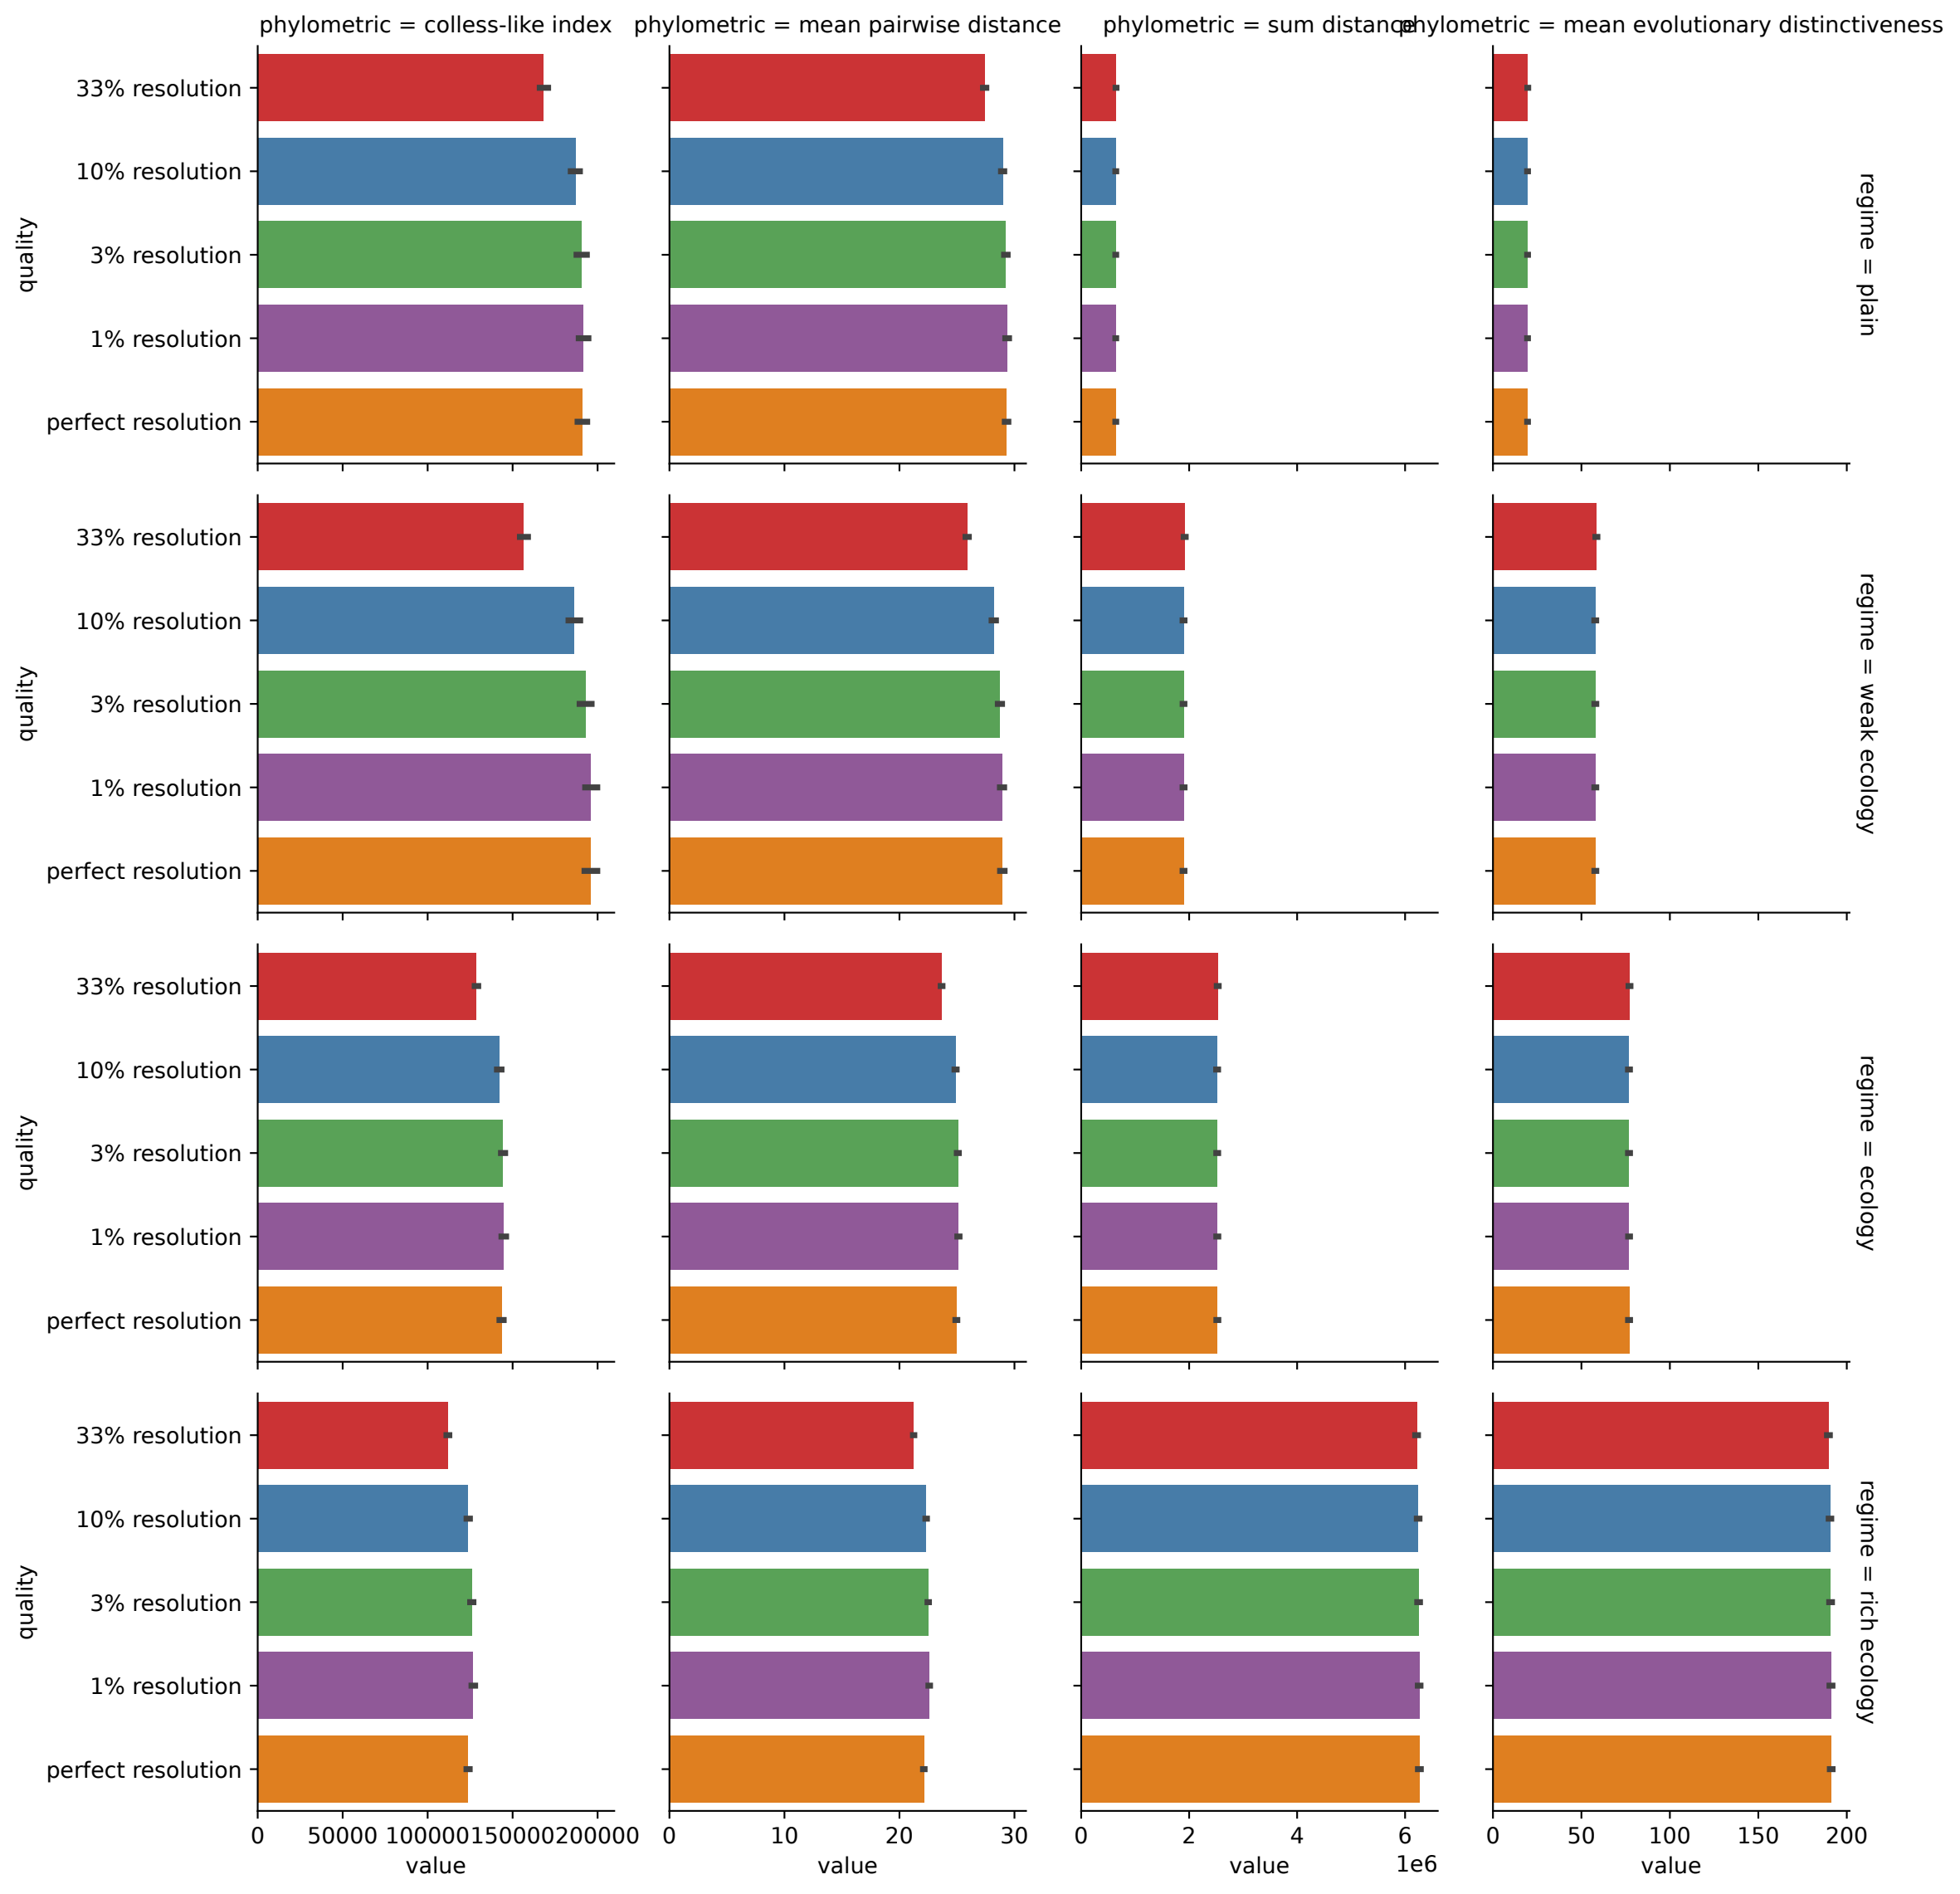 phylometric = colless-like index
phylometric = mean pairwise distance
phylometric = sum distance
phylometric = mean evolutionary distinctiveness
quality
33% resolution
10% resolution
3% resolution
1% resolution
perfect resolution
regime = plain
quality
33% resolution
10% resolution
3% resolution
1% resolution
perfect resolution
regime = weak ecology
quality
33% resolution
10% resolution
3% resolution
1% resolution
perfect resolution
regime = ecology
quality
33% resolution
10% resolution
3% resolution
1% resolution
perfect resolution
regime = rich ecology
0 50000 100000 150000 200000
value
0 10 20 30
value
0 2 4 6
1e6
value
0 50 100 150 200
value